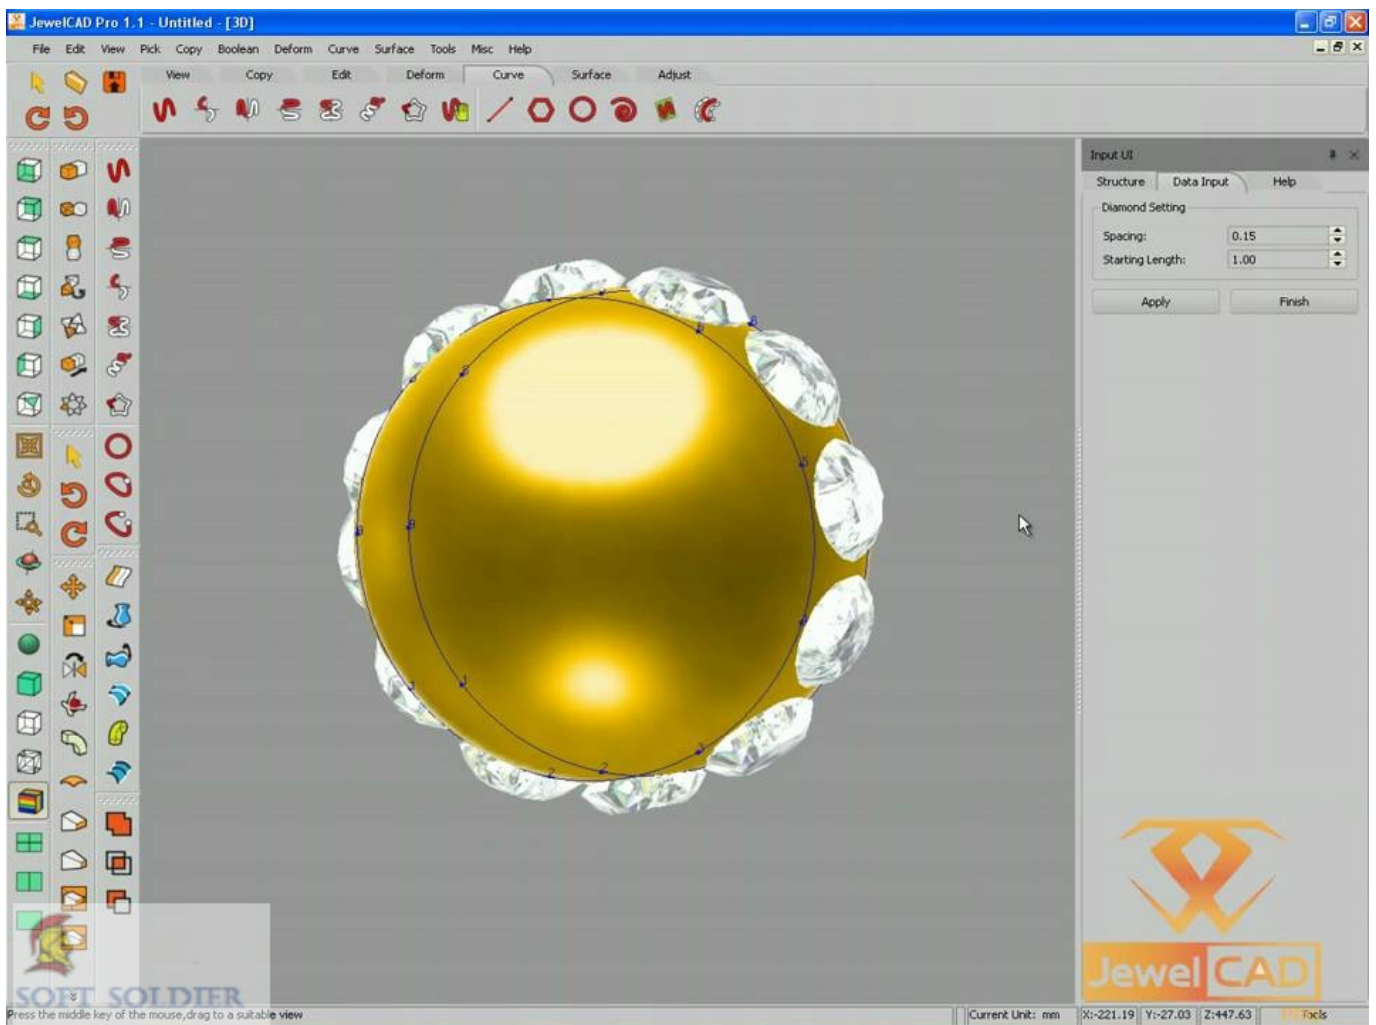 JewelCAD Pro 1.1 - Untitled - [3D]
File Edit View Pick Copy Boolean Deform Curve Surface Tools Misc Help
View Copy Edit Deform Curve Surface Adjust
Input UI
Structure Data Input Help
Diamond Setting
Spacing: 0.15
Starting Length: 1.00
Apply Finish
Jewel CAD
SOFT SOLDIER
Press the middle key of the mouse,drag to a suitable view
Current Unit: mm X:-221.19 Y:-27.03 Z:447.63